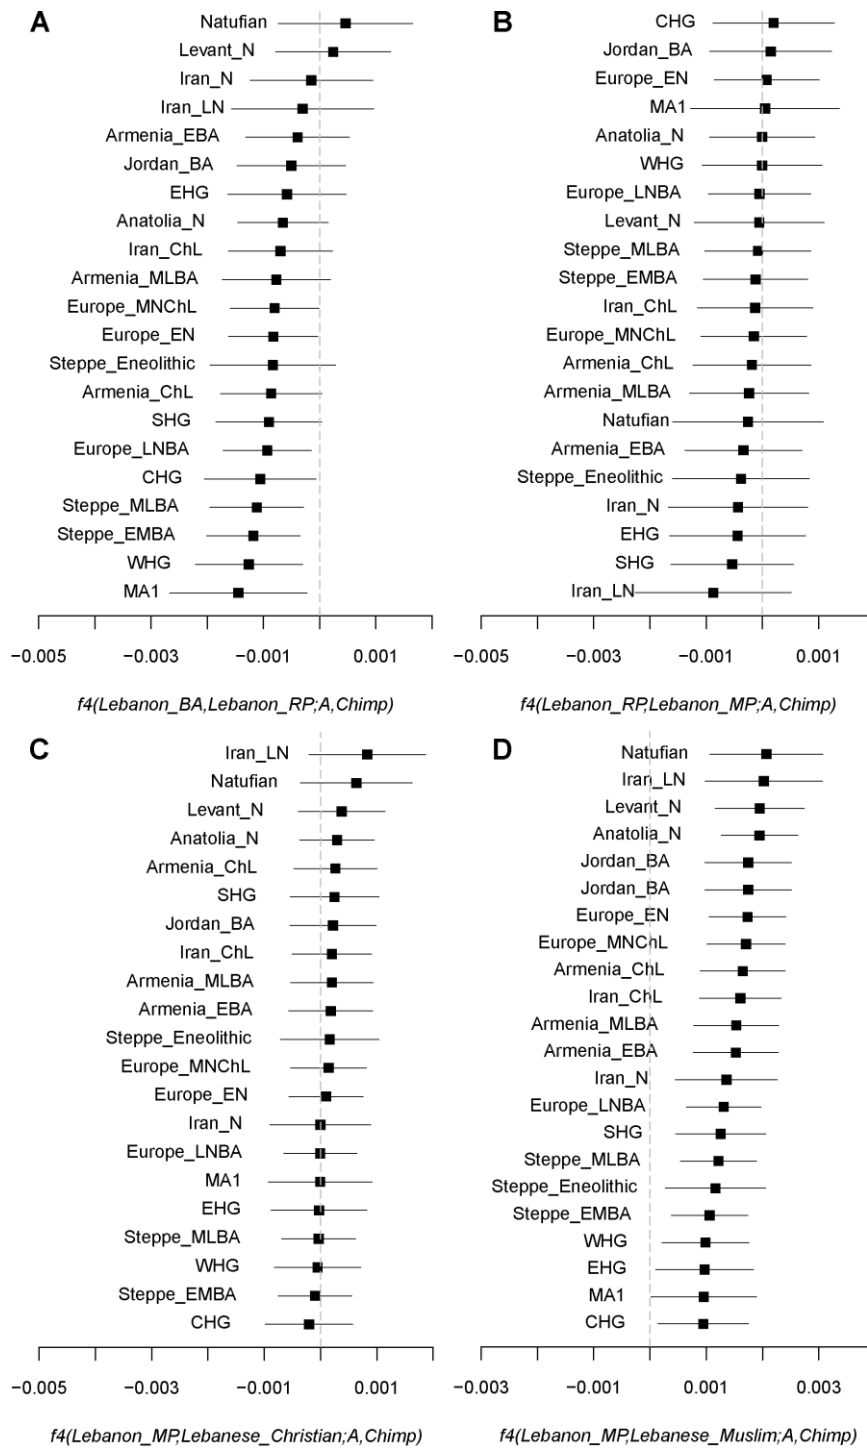 A
Natufian
Levant_N
Iran_N
Iran_LN
Armenia_EBA
Jordan_BA
EHG
Anatolia_N
Iran_ChL
Armenia_MLBA
Europe_MNChL
Europe_EN
Steppe_Eneolithic
Armenia_ChL
SHG
Europe_LNBA
CHG
Steppe_MLBA
Steppe_EMBA
WHG
MA1
−0.005 −0.003 −0.001 0.001
f4(Lebanon_BA,Lebanon_RP;A,Chimp)
B
CHG
Jordan_BA
Europe_EN
MA1
Anatolia_N
WHG
Europe_LNBA
Levant_N
Steppe_MLBA
Steppe_EMBA
Iran_ChL
Europe_MNChL
Armenia_ChL
Armenia_MLBA
Natufian
Armenia_EBA
Steppe_Eneolithic
Iran_N
EHG
SHG
Iran_LN
−0.005 −0.003 −0.001 0.001
f4(Lebanon_RP,Lebanon_MP;A,Chimp)
C
Iran_LN
Natufian
Levant_N
Anatolia_N
Armenia_ChL
SHG
Jordan_BA
Iran_ChL
Armenia_MLBA
Armenia_EBA
Steppe_Eneolithic
Europe_MNChL
Europe_EN
Iran_N
Europe_LNBA
MA1
EHG
Steppe_MLBA
WHG
Steppe_EMBA
CHG
−0.005 −0.003 −0.001 0.001
f4(Lebanon_MP,Lebanese_Christian;A,Chimp)
D
Natufian
Iran_LN
Levant_N
Anatolia_N
Jordan_BA
Jordan_BA
Europe_EN
Europe_MNChL
Armenia_ChL
Iran_ChL
Armenia_MLBA
Armenia_EBA
Iran_N
Europe_LNBA
SHG
Steppe_MLBA
Steppe_Eneolithic
Steppe_EMBA
WHG
EHG
MA1
CHG
−0.003 −0.001 0.001 0.003
f4(Lebanon_MP,Lebanese_Muslim;A,Chimp)